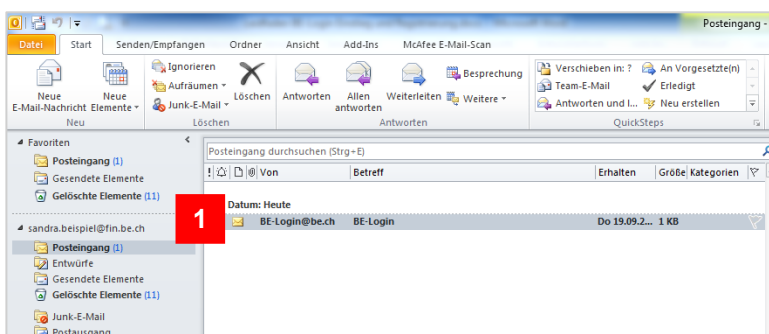 Posteingang -
Datei Start Senden/Empfangen Ordner Ansicht Add-Ins McAfee E-Mail-Scan
Neue E-Mail-Nachricht
Neue Elemente
Neu
Ignorieren
Aufräumen
Junk-E-Mail
Löschen
Löschen
Antworten
Allen antworten
Weiterleiten
Besprechung
Weitere
Antworten
Verschieben in: ?
Team-E-Mail
Antworten und l...
An Vorgesetzte(n)
Erledigt
Neu erstellen
QuickSteps
Favoriten
Posteingang (1)
Gesendete Elemente
Gelöschte Elemente (11)
sandra.beispiel@fin.be.ch
Posteingang (1)
Entwürfe
Gesendete Elemente
Gelöschte Elemente (11)
Junk-E-Mail
Postausgang
Posteingang durchsuchen (Strg+E)
Von Betreff Erhalten Größe Kategorien
Datum: Heute
1
BE-Login@be.ch BE-Login Do 19.09.2... 1 KB